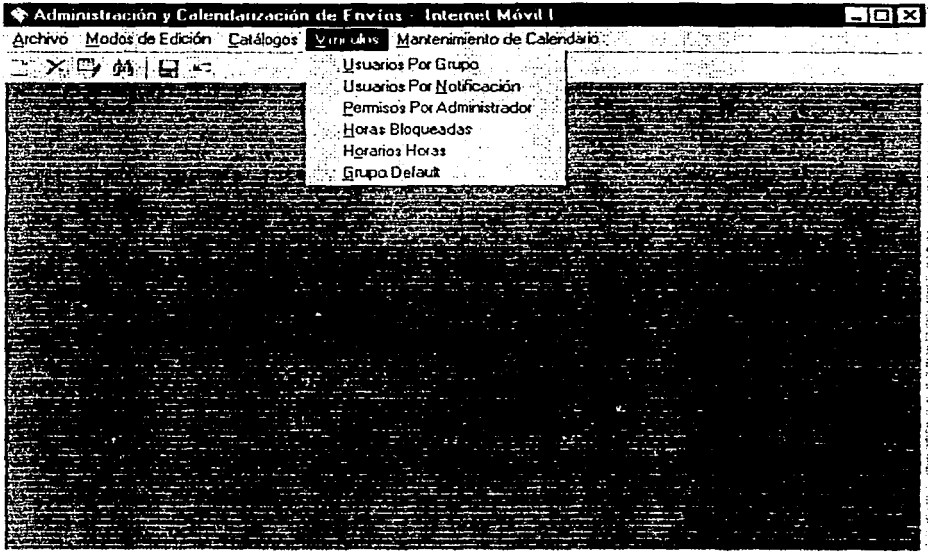 Administración y Calendarización de Envíos - Internet Móvil I
Archivo Modos de Edición Catálogos Vínculos Mantenimiento de Calendario
Usuarios Por Grupo
Usuarios Por Notificación
Permisos Por Administrador
Horas Bloqueadas
Horarios Horas
Grupo Default